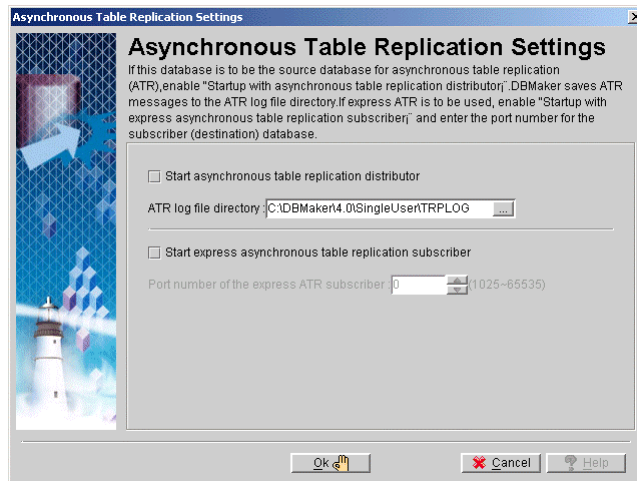 Asynchronous Table Replication Settings
Asynchronous Table Replication Settings
If this database is to be the source database for asynchronous table replication
(ATR),enable "Startup with asynchronous table replication distributor¡¨.DBMaker saves ATR
messages to the ATR log file directory.If express ATR is to be used, enable "Startup with
express asynchronous table replication subscriber¡¨ and enter the port number for the
subscriber (destination) database.
Start asynchronous table replication distributor
ATR log file directory :C:\DBMaker\4.0\SingleUser\TRPLOG ...
Start express asynchronous table replication subscriber
Port number of the express ATR subscriber :0 (1025~65535)
Ok Cancel Help